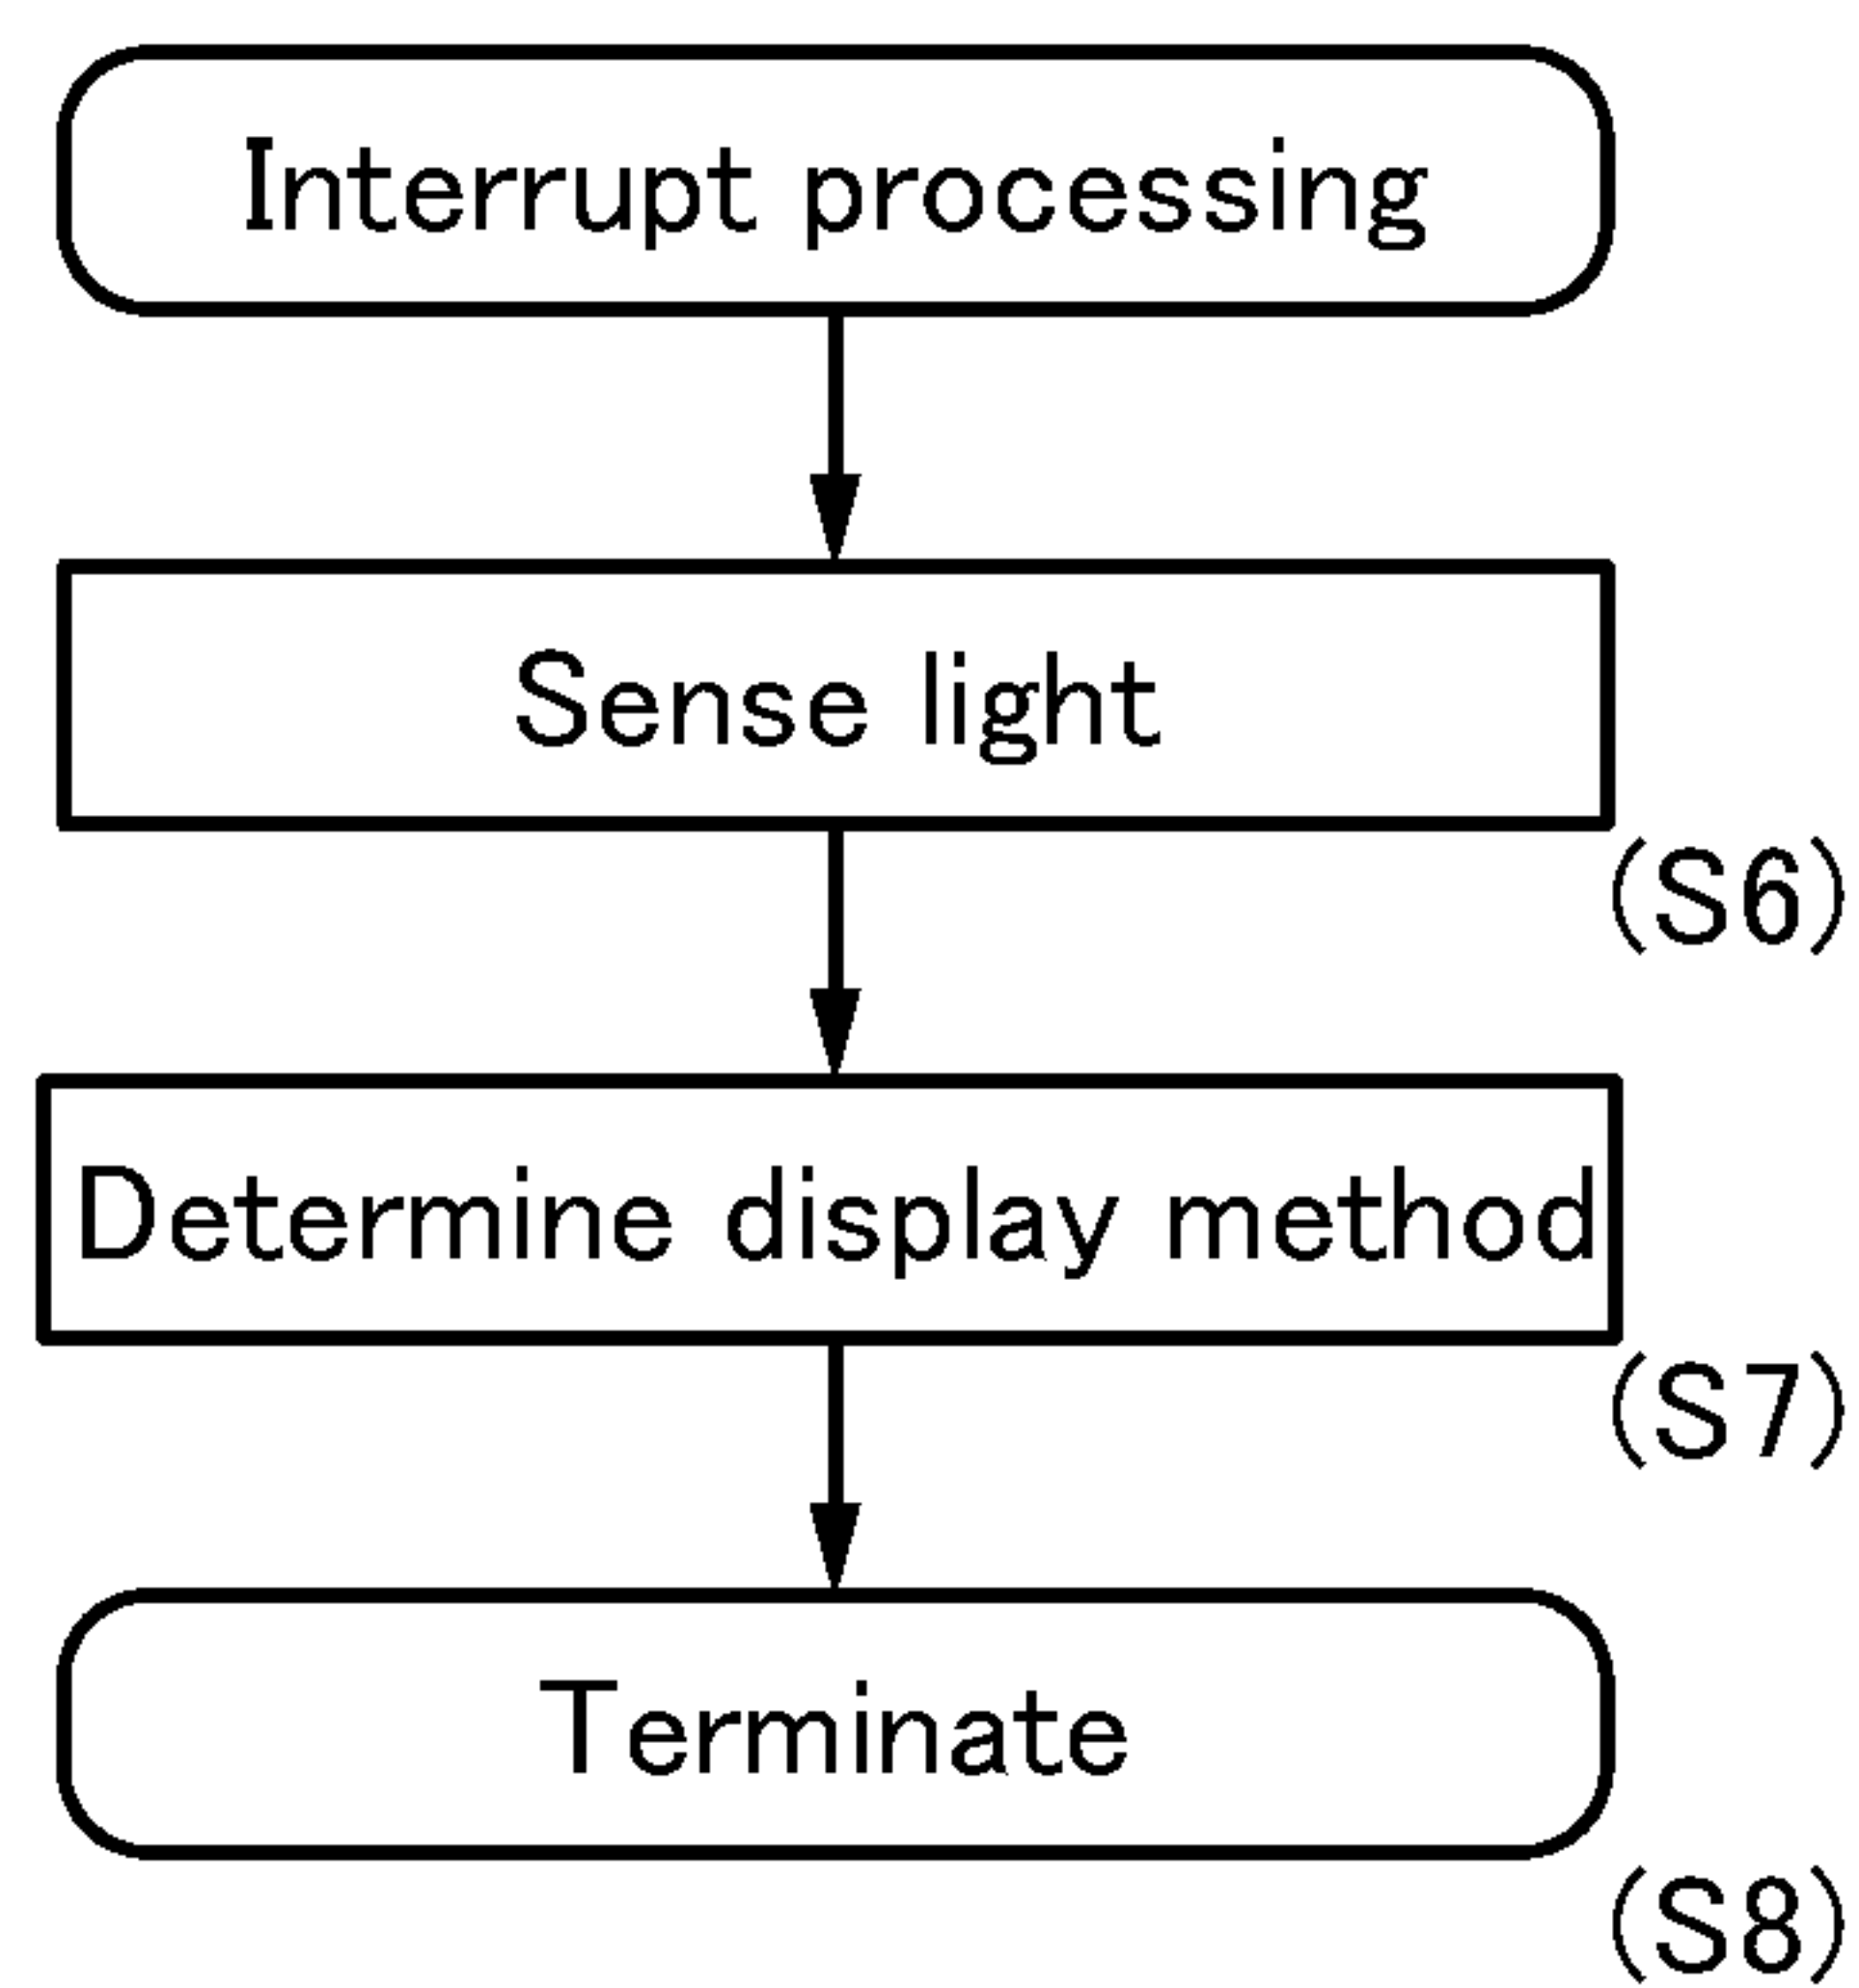 Interrupt processing
Sense light
(S6)
Determine display method
(S7)
Terminate
(S8)